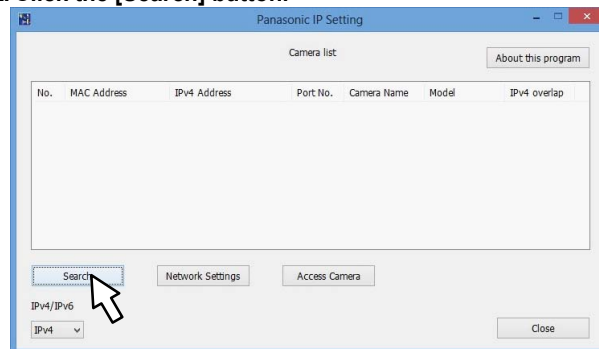 Click the [Search] button.
Panasonic IP Setting
Camera list
About this program
No. MAC Address IPv4 Address Port No. Camera Name Model IPv4 overlap
Search Network Settings Access Camera
IPv4/IPv6
IPv4 Close